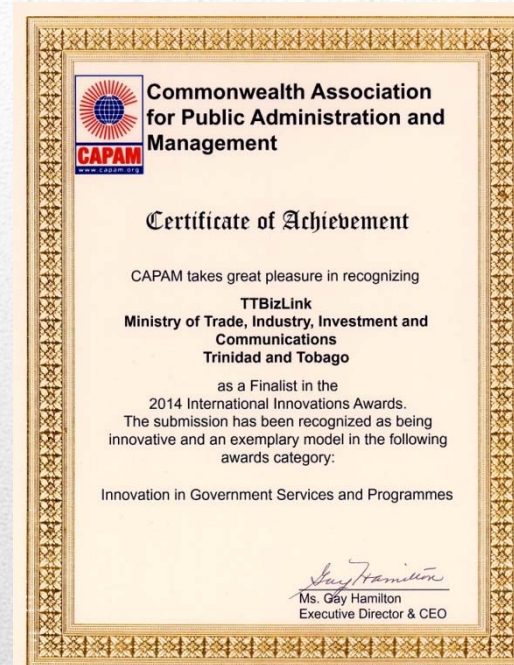 Commonwealth Association
for Public Administration and
Management
CAPAM
www.capam.org
Certificate of Achievement
CAPAM takes great pleasure in recognizing
TTBizLink
Ministry of Trade, Industry, Investment and
Communications
Trinidad and Tobago
as a Finalist in the
2014 International Innovations Awards.
The submission has been recognized as being
innovative and an exemplary model in the following
awards category:
Innovation in Government Services and Programmes
Gay Hamilton
Ms. Gay Hamilton
Executive Director & CEO